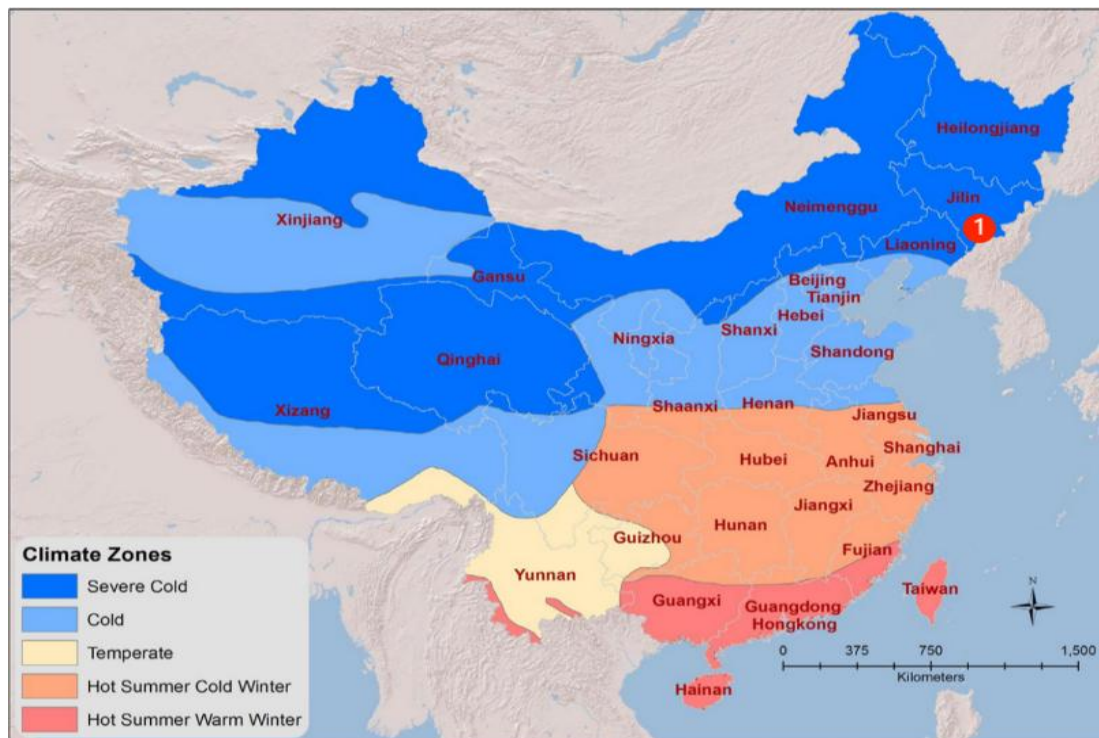 Heilongjiang
Jilin
1
Neimenggu
Liaoning
Xinjiang
Gansu
Beijing
Tianjin
Hebei
Ningxia
Shanxi
Shandong
Qinghai
Xizang
Shaanxi
Henan
Jiangsu
Sichuan
Hubei
Anhui
Shanghai
Zhejiang
Jiangxi
Hunan
Guizhou
Fujian
Yunnan
Guangxi
Guangdong
Hongkong
Taiwan
Hainan
N
0 375 750 1,500
Kilometers
Climate Zones
Severe Cold
Cold
Temperate
Hot Summer Cold Winter
Hot Summer Warm Winter